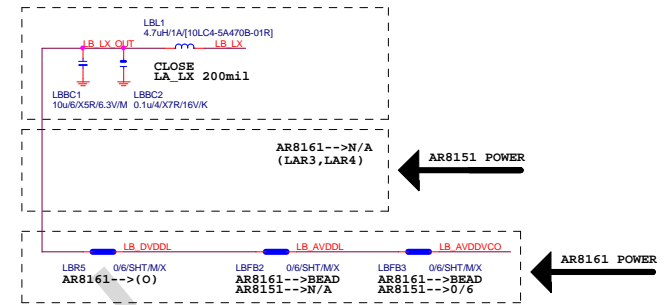 LBL1
4.7uH/1A/[10LC4-5A470B-01R]
LB_LX_OUT
LB_LX
CLOSE
LA_LX 200mil
LBBC1
10u/6/X5R/6.3V/M
LBBC2
0.1u/4/X7R/16V/K
AR8161-->N/A
(LAR3,LAR4)
AR8151 POWER
LB_DVDDL
LB_AVDDL
LB_AVDDVCO
LBR5 0/6/SHT/M/X
AR8161-->(O)
LBFB2 0/6/SHT/M/X
AR8161-->BEAD
AR8151-->N/A
LBFB3 0/6/SHT/M/X
AR8161-->BEAD
AR8151-->0/6
AR8161 POWER